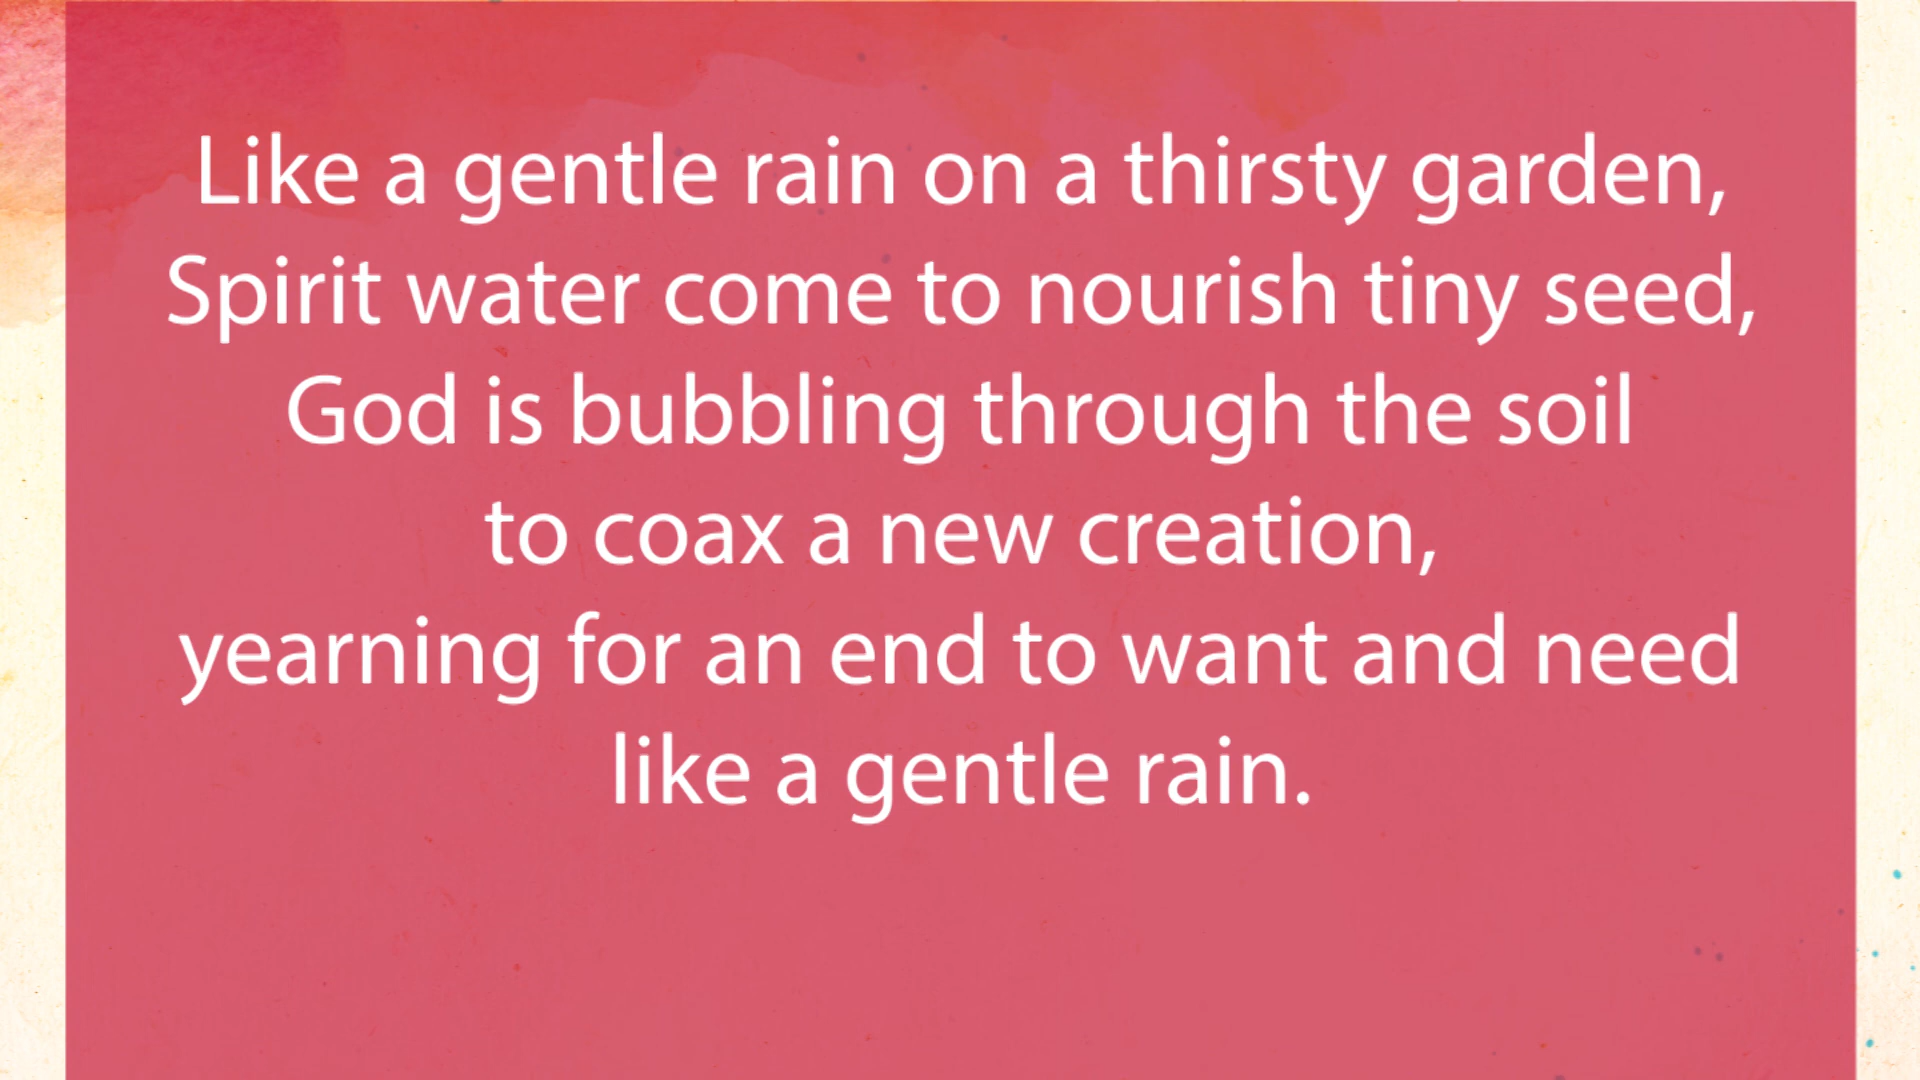 Like a gentle rain on a thirsty garden,
Spirit water come to nourish tiny seed,
God is bubbling through the soil
to coax a new creation,
yearning for an end to want and need
like a gentle rain.